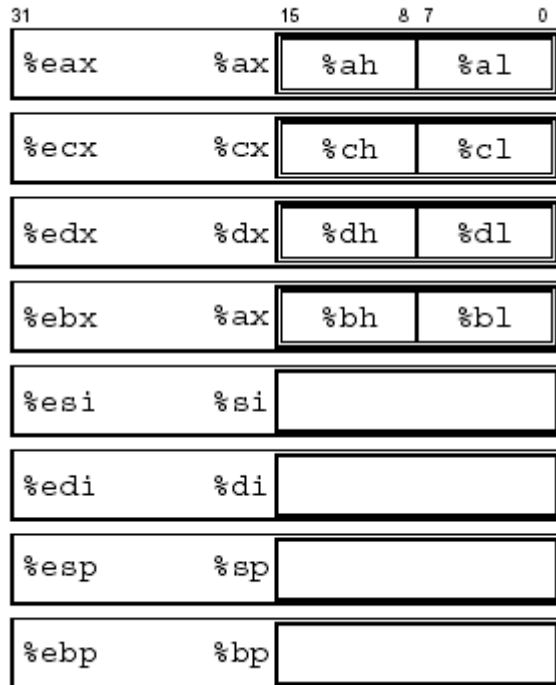 31 15 8 7 0
%eax %ax %ah %al
%ecx %cx %ch %cl
%edx %dx %dh %dl
%ebx %ax %bh %bl
%esi %si
%edi %di
%esp %sp
%ebp %bp